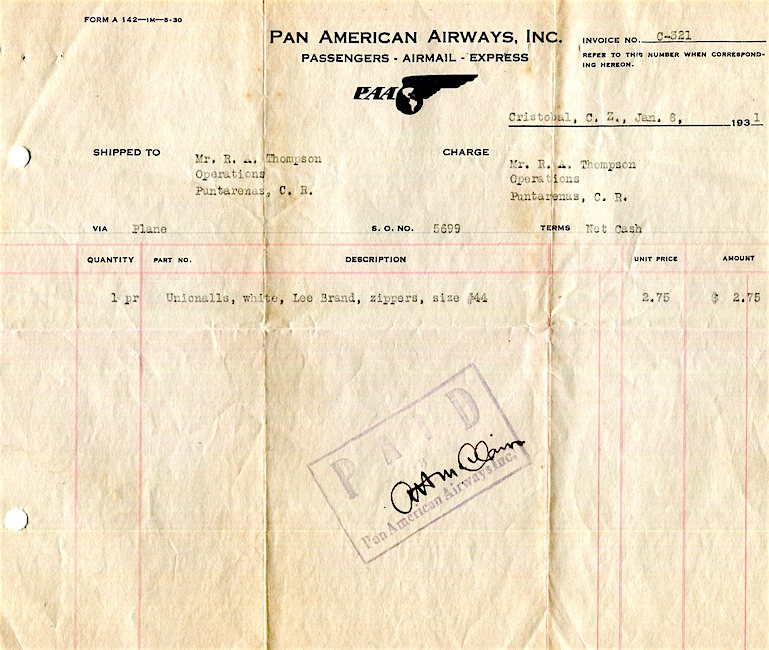 FORM A 142—1M—5-30
PAN AMERICAN AIRWAYS, INC.
PASSENGERS - AIRMAIL - EXPRESS
INVOICE NO. C-321
REFER TO THIS NUMBER WHEN CORRESPOND-
ING HEREON.
PAA
Cristobal, C. Z., Jan. 8, 1931
SHIPPED TO Mr. R. A. Thompson
Operations
Puntarenas, C. R.
CHARGE Mr. R. A. Thompson
Operations
Puntarenas, C. R.
VIA Plane S. O. NO. 5699 TERMS Net Cash
QUANTITY PART NO. DESCRIPTION UNIT PRICE AMOUNT
1 pr Unionalls, white, Lee Brand, zippers, size #44 2.75 $ 2.75
PAID
Pan American Airways Inc.